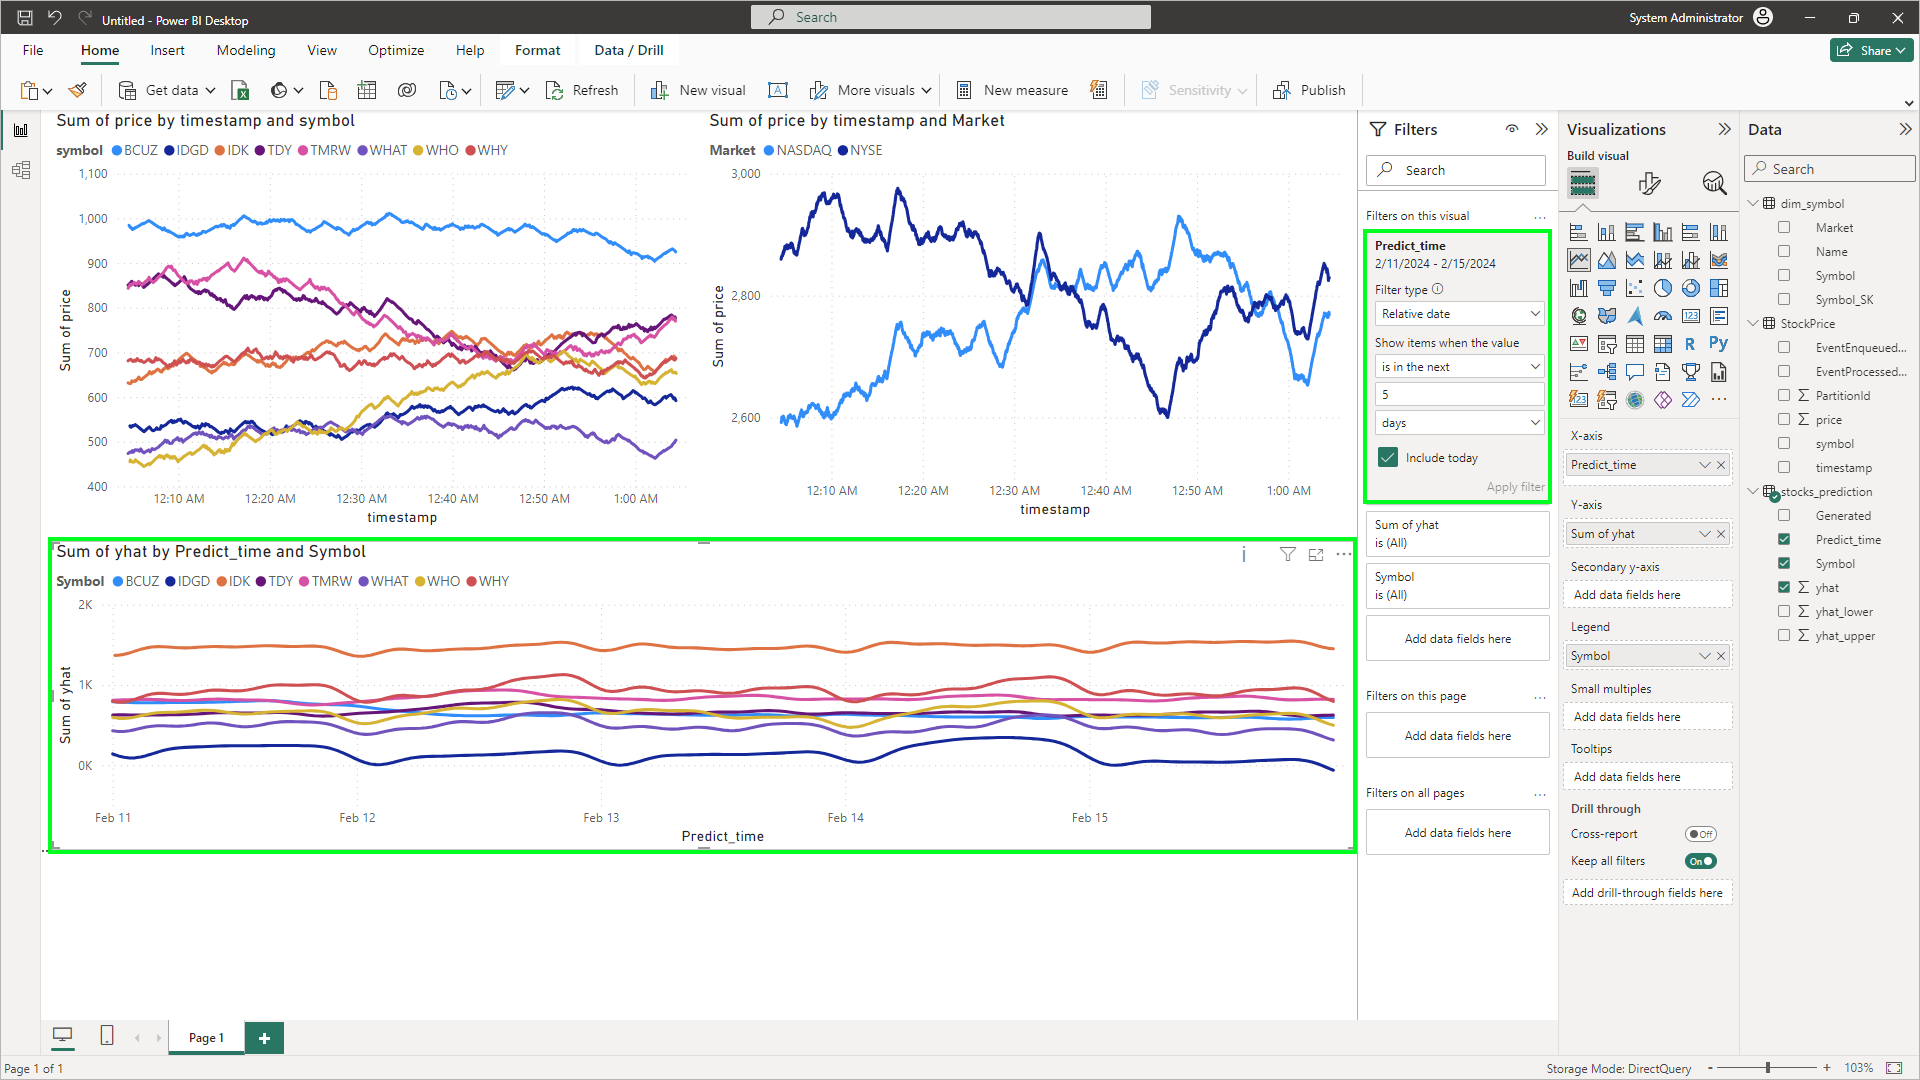 Untitled - Power BI Desktop
Search
System Administrator
File
Home
Insert
Modeling
View
Optimize
Help
Format
Data / Drill
Share
Get data
Refresh
New visual
More visuals
New measure
Sensitivity
Publish
Sum of price by timestamp and symbol
symbol BCUZ IDGD IDK TDY TMRW WHAT WHO WHY
1,100
1,000
900
800
700
600
500
400
Sum of price
12:10 AM 12:20 AM 12:30 AM 12:40 AM 12:50 AM 1:00 AM
timestamp
Sum of price by timestamp and Market
Market NASDAQ NYSE
3,000
2,800
2,600
Sum of price
12:10 AM 12:20 AM 12:30 AM 12:40 AM 12:50 AM 1:00 AM
timestamp
Sum of yhat by Predict_time and Symbol
Symbol BCUZ IDGD IDK TDY TMRW WHAT WHO WHY
2K
1K
0K
Sum of yhat
Feb 11 Feb 12 Feb 13 Feb 14 Feb 15
Predict_time
Filters
Search
Filters on this visual
Predict_time
2/11/2024 - 2/15/2024
Filter type
Relative date
Show items when the value
is in the next
5
days
Include today
Apply filter
Sum of yhat
is (All)
Symbol
is (All)
Add data fields here
Filters on this page
Add data fields here
Filters on all pages
Add data fields here
Visualizations
Build visual
R
Py
123
123
X-axis
Predict_time
Y-axis
Sum of yhat
Secondary y-axis
Add data fields here
Legend
Symbol
Small multiples
Add data fields here
Tooltips
Add data fields here
Drill through
Cross-report
Off
Keep all filters
On
Add drill-through fields here
Data
Search
dim_symbol
Market
Name
Symbol
Symbol_SK
StockPrice
EventEnqueued...
EventProcessed...
PartitionId
price
symbol
timestamp
stocks_prediction
Generated
Predict_time
Symbol
yhat
yhat_lower
yhat_upper
Page 1
Page 1 of 1
Storage Mode: DirectQuery
103%